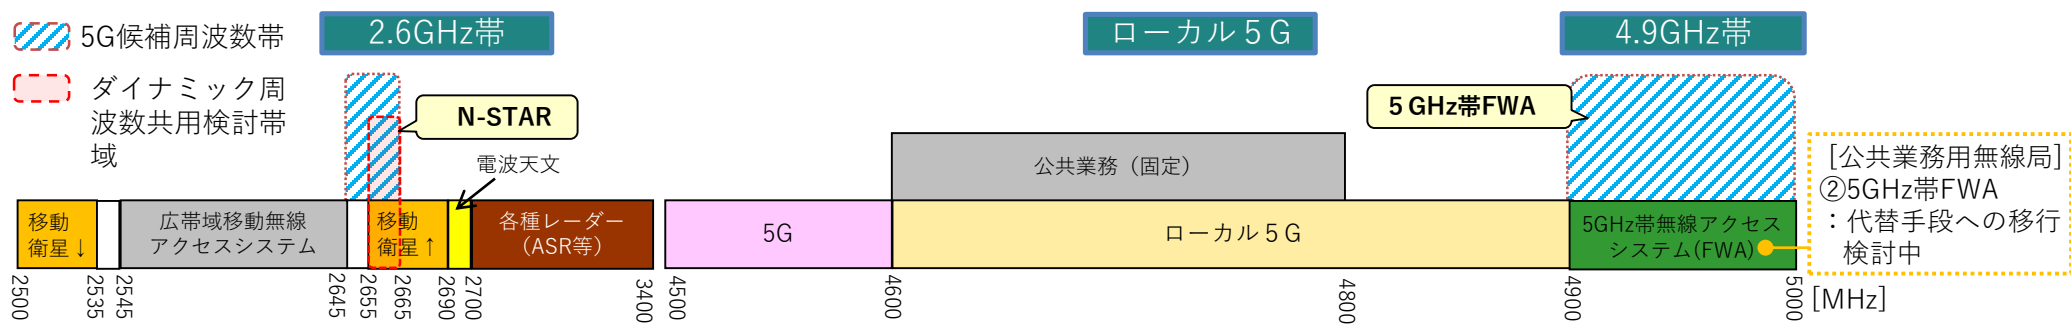 5G候補周波数帯
ダイナミック周
波数共用検討帯
域
2.6GHz帯
ローカル５G
4.9GHz帯
N-STAR
電波天文
５GHz帯FWA
公共業務（固定）
移動
衛星↓
広帯域移動無線
アクセスシステム
移動
衛星↑
各種レーダー
（ASR等）
5G
ローカル５G
5GHz帯無線アクセス
システム(FWA)
[公共業務用無線局]
②5GHz帯FWA
：代替手段への移行
検討中
2500
2535
2545
2645
2655
2665
2690
2700
3400
4500
4600
4800
4900
5000
[MHz]